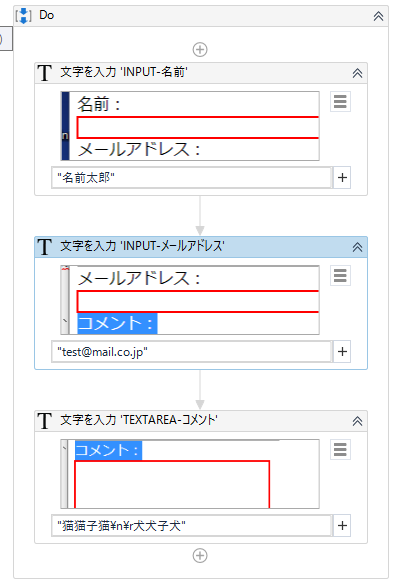 Do
文字を入力 'INPUT-名前'
名前：
メールアドレス：
"名前太郎"
文字を入力 'INPUT-メールアドレス'
メールアドレス：
コメント：
"test@mail.co.jp"
文字を入力 'TEXTAREA-コメント'
コメント：
"猫猫子猫¥n¥r犬犬子犬"